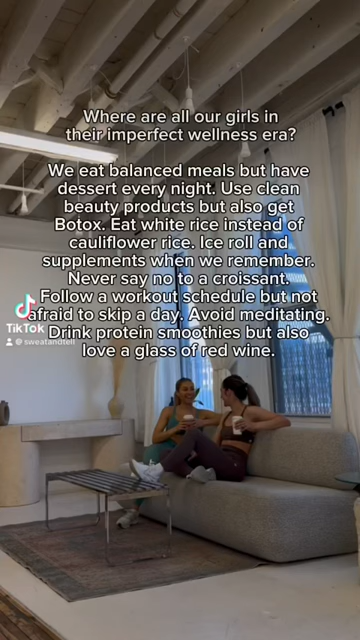 Where are all our girls in
their imperfect wellness era?
We eat balanced meals but have
dessert every night. Use clean
beauty products but also get
Botox. Eat white rice instead of
cauliflower rice. Ice roll and
supplements when we remember.
Never say no to a croissant.
Follow a workout schedule but not
afraid to skip a day. Avoid meditating.
Drink protein smoothies but also
love a glass of red wine.
TikTok
@sweatandtell